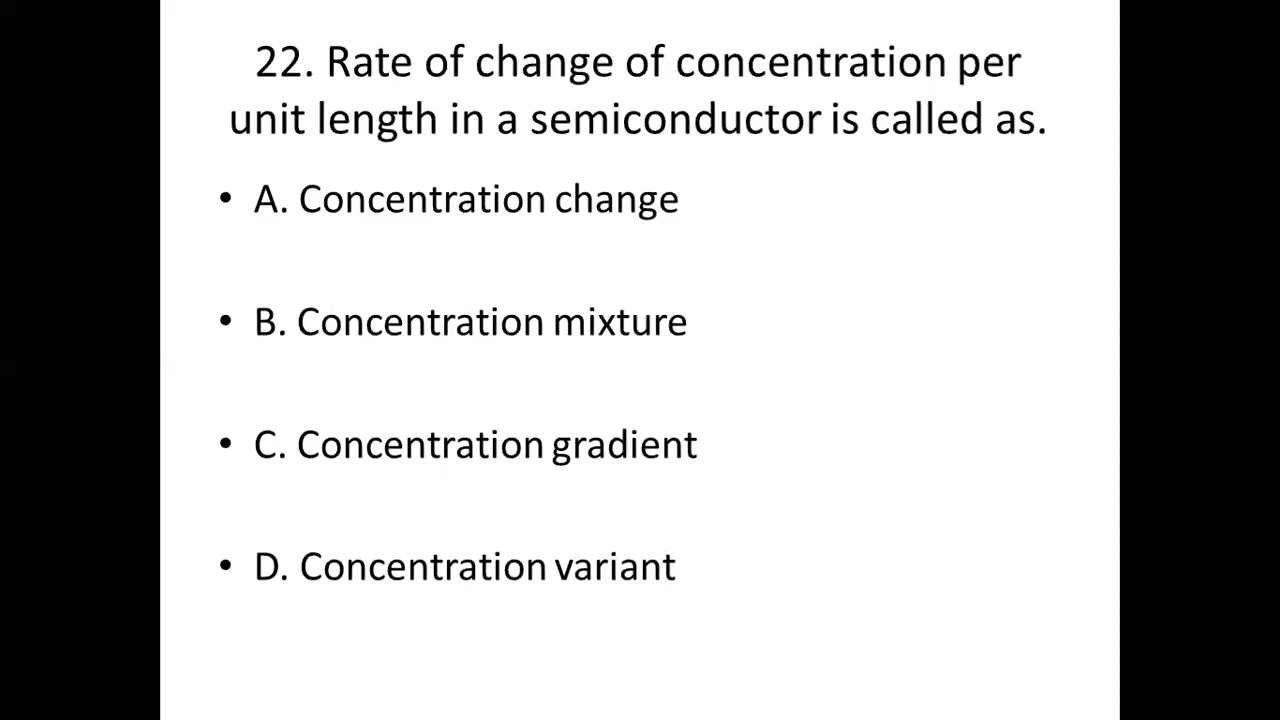 22. Rate of change of concentration per
unit length in a semiconductor is called as.
• A. Concentration change
• B. Concentration mixture
• C. Concentration gradient
• D. Concentration variant